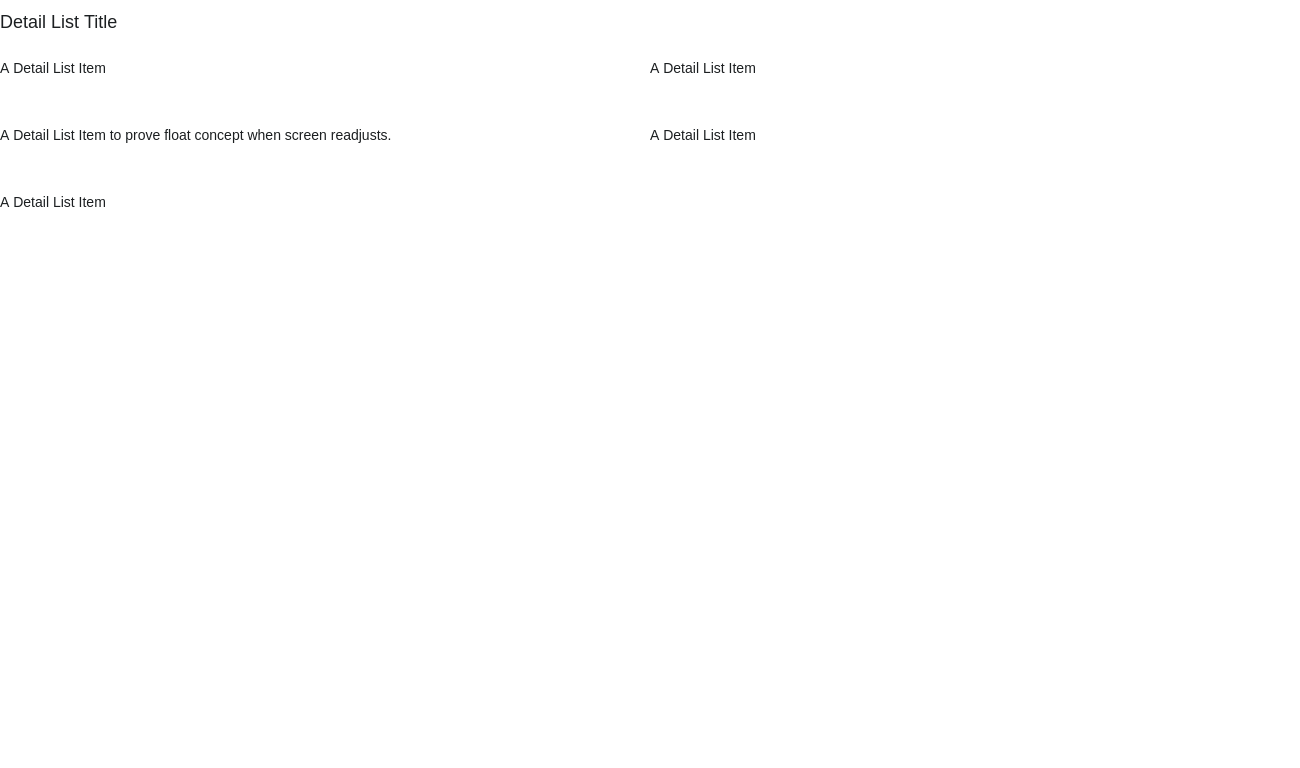 Detail List Title
A Detail List Item
A Detail List Item
A Detail List Item to prove float concept when screen readjusts.
A Detail List Item
A Detail List Item